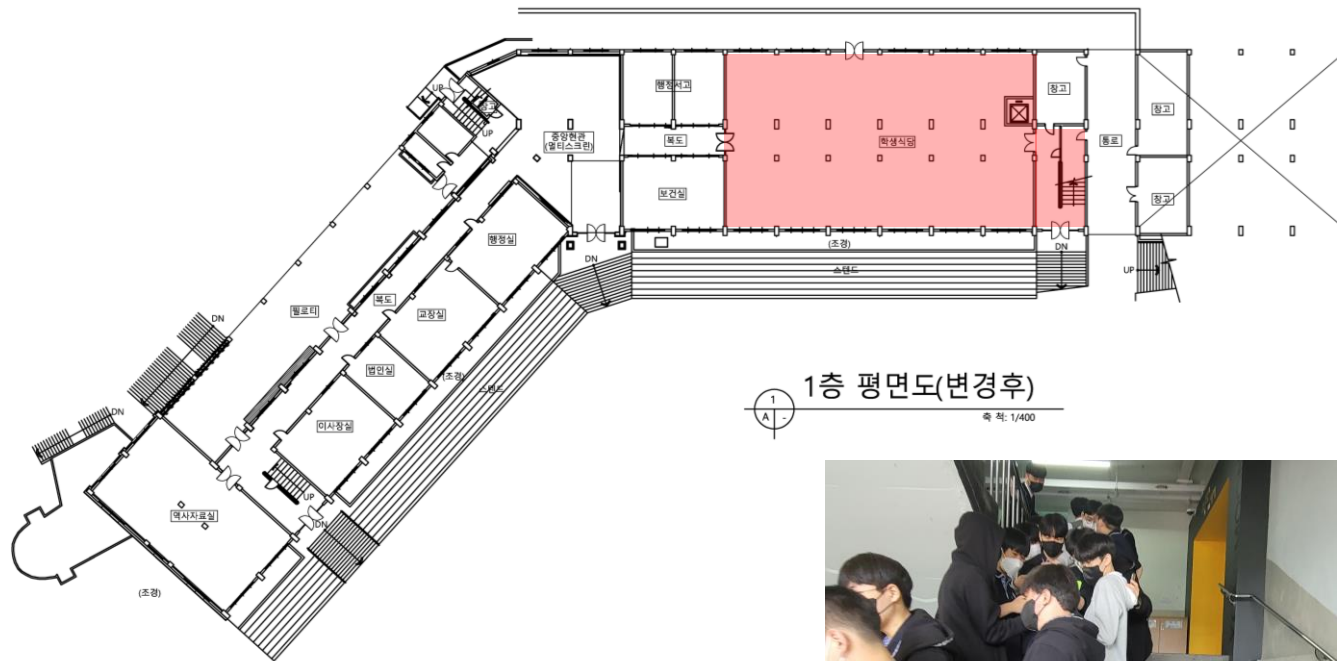 행정서고
창고
창고
UP
UP
중앙현관
(멀티스크린)
복도
학생식당
통로
보건실
창고
행정실
DN
(조경)
스텐드
DN
UP
복도
필로티
DN
교장실
법인실
(조경)
스텐드
이사장실
DN
UP
DN
역사자료실
(조경)
1
A -
1층 평면도(변경후)
축 척: 1/400